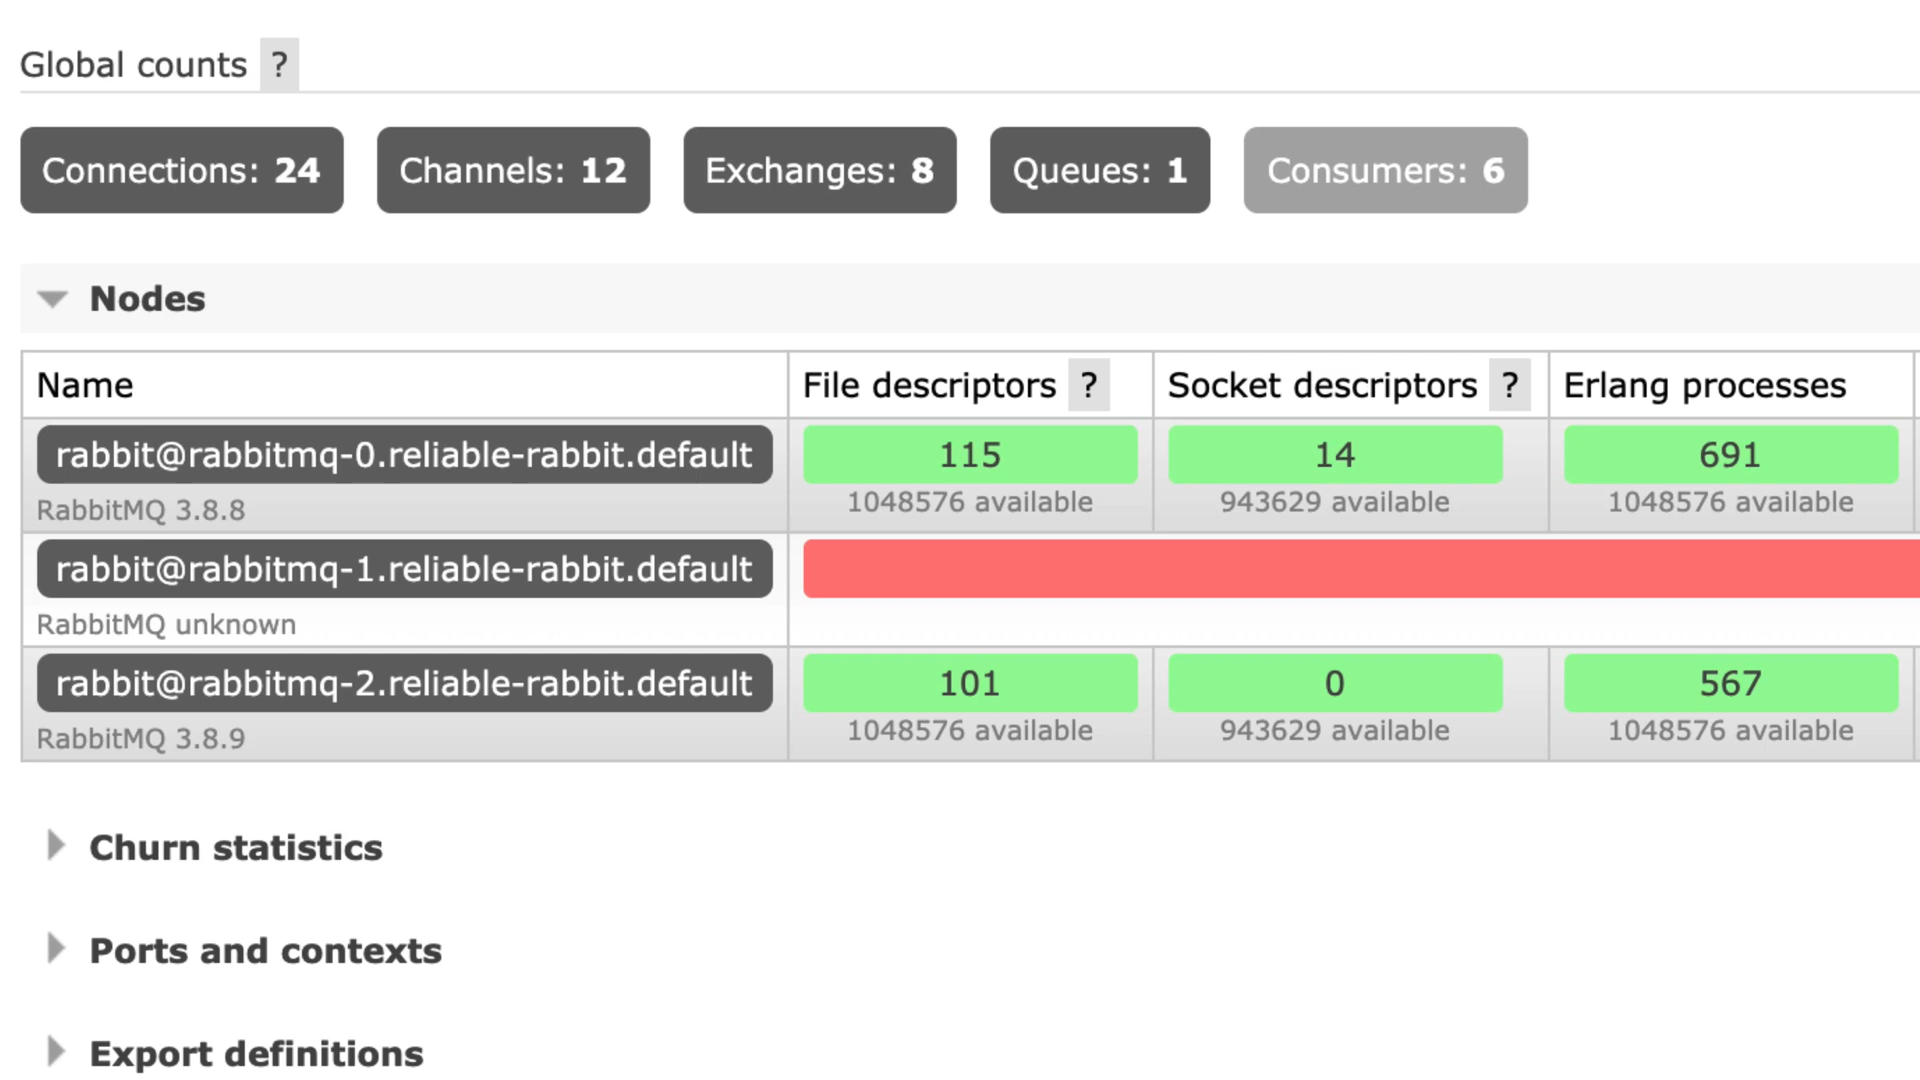 Global counts ?
Connections: 24 Channels: 12 Exchanges: 8 Queues: 1 Consumers: 6
Nodes
Name File descriptors ? Socket descriptors ? Erlang processes
rabbit@rabbitmq-0.reliable-rabbit.default 115 14 691
RabbitMQ 3.8.8 1048576 available 943629 available 1048576 available
rabbit@rabbitmq-1.reliable-rabbit.default
RabbitMQ unknown
rabbit@rabbitmq-2.reliable-rabbit.default 101 0 567
RabbitMQ 3.8.9 1048576 available 943629 available 1048576 available
Churn statistics
Ports and contexts
Export definitions